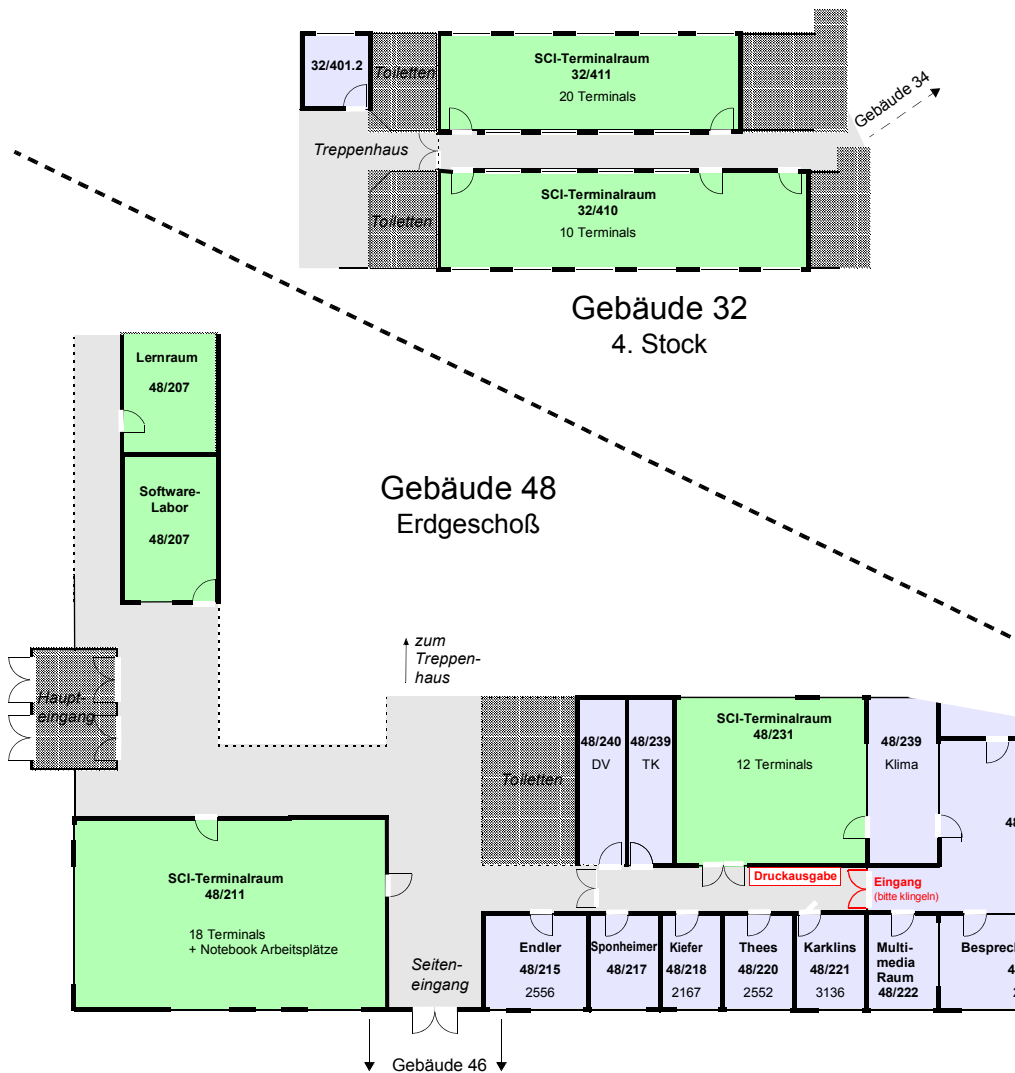 32/401.2
Toiletten
SCI-Terminalraum
32/411
20 Terminals
Gebäude 34
Treppenhaus
Toiletten
SCI-Terminalraum
32/410
10 Terminals
Gebäude 32
4. Stock
Lernraum
48/207
Software-
Labor
48/207
Gebäude 48
Erdgeschoß
zum
Treppen-
haus
Haupt-
eingang
Toiletten
48/240
DV
48/239
TK
SCI-Terminalraum
48/231
12 Terminals
48/239
Klima
48
SCI-Terminalraum
48/211
18 Terminals
+ Notebook Arbeitsplätze
Druckausgabe
Eingang
(bitte klingeln)
Seiten-
eingang
Endler
48/215
2556
Sponheimer
48/217
Kiefer
48/218
2167
Thees
48/220
2552
Karklins
48/221
3136
Multi-
media
Raum
48/222
Besprec
4
2
Gebäude 46